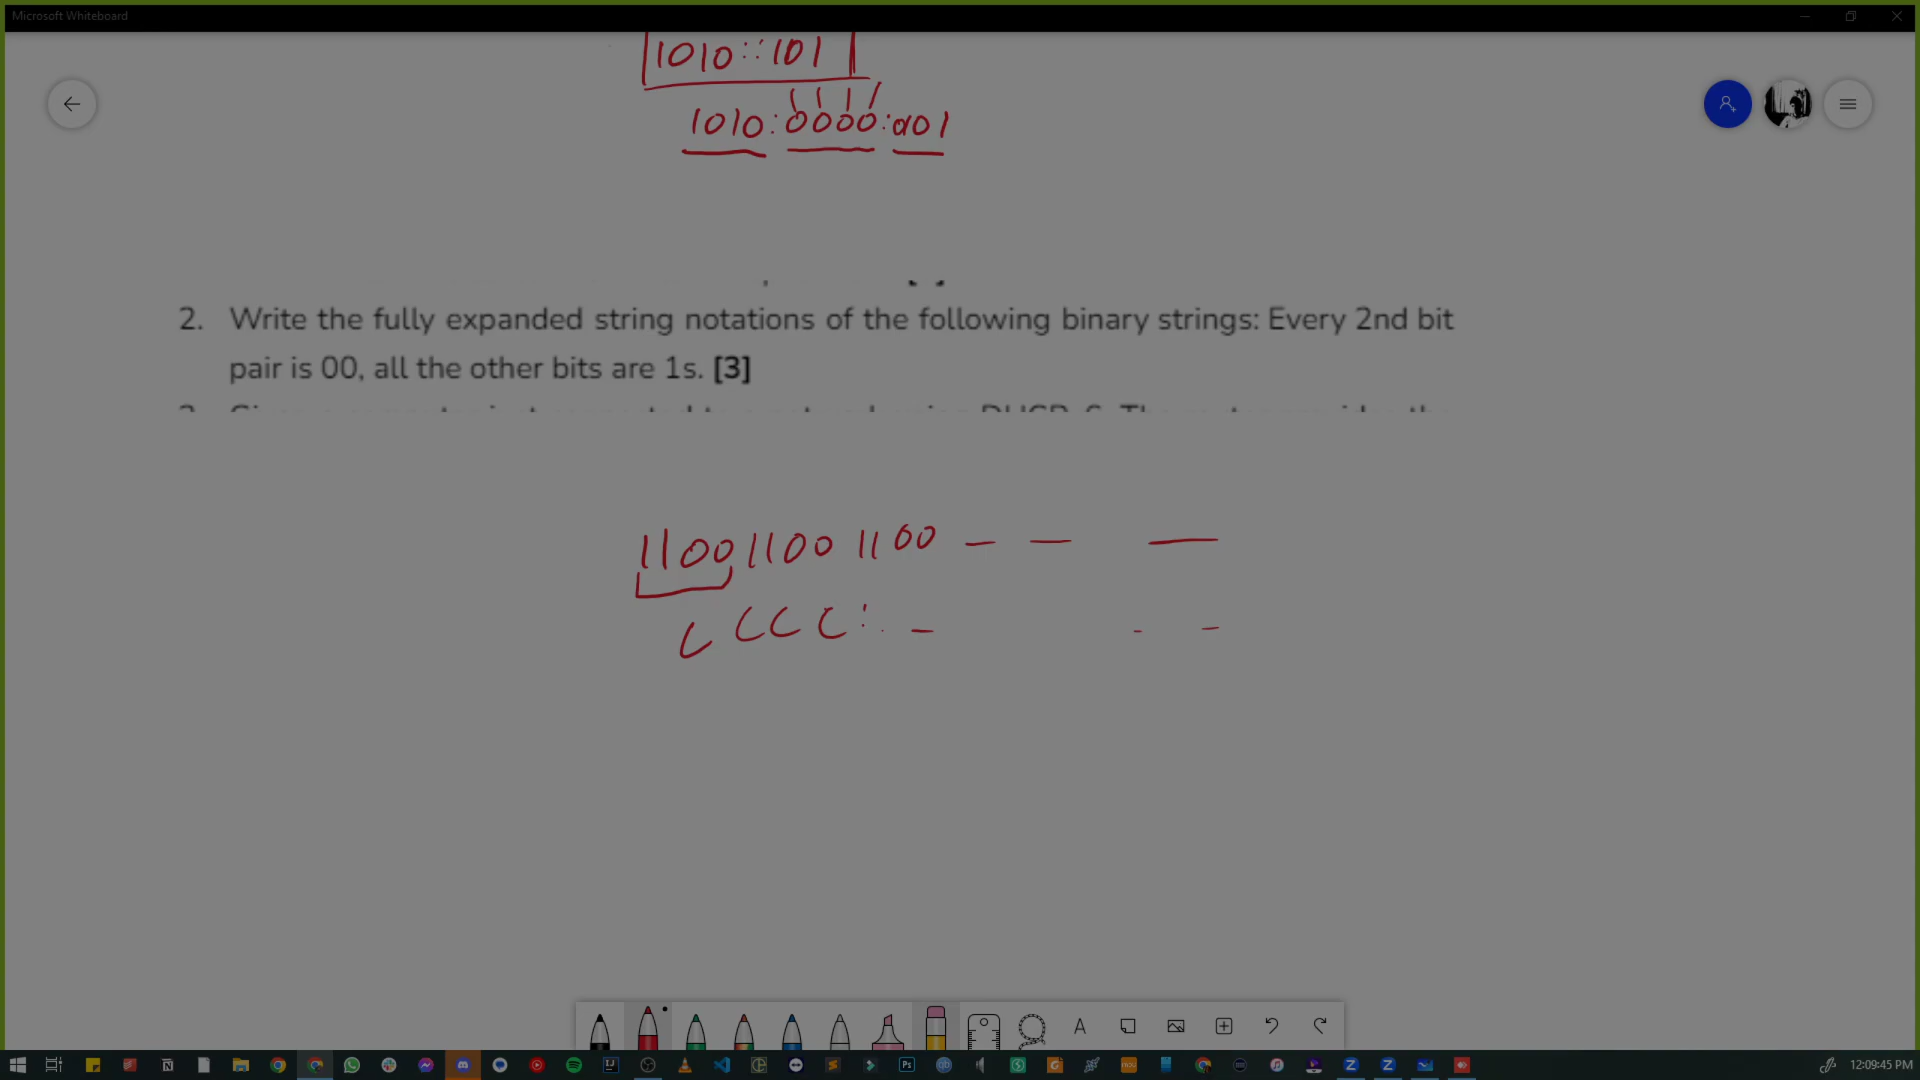 Microsoft Whiteboard
1010::101
1010:0000:0101
2. Write the fully expanded string notations of the following binary strings: Every 2nd bit
pair is 00, all the other bits are 1s. [3]
110011001100 — — —
CCCC: . – - –
12:09:45 PM